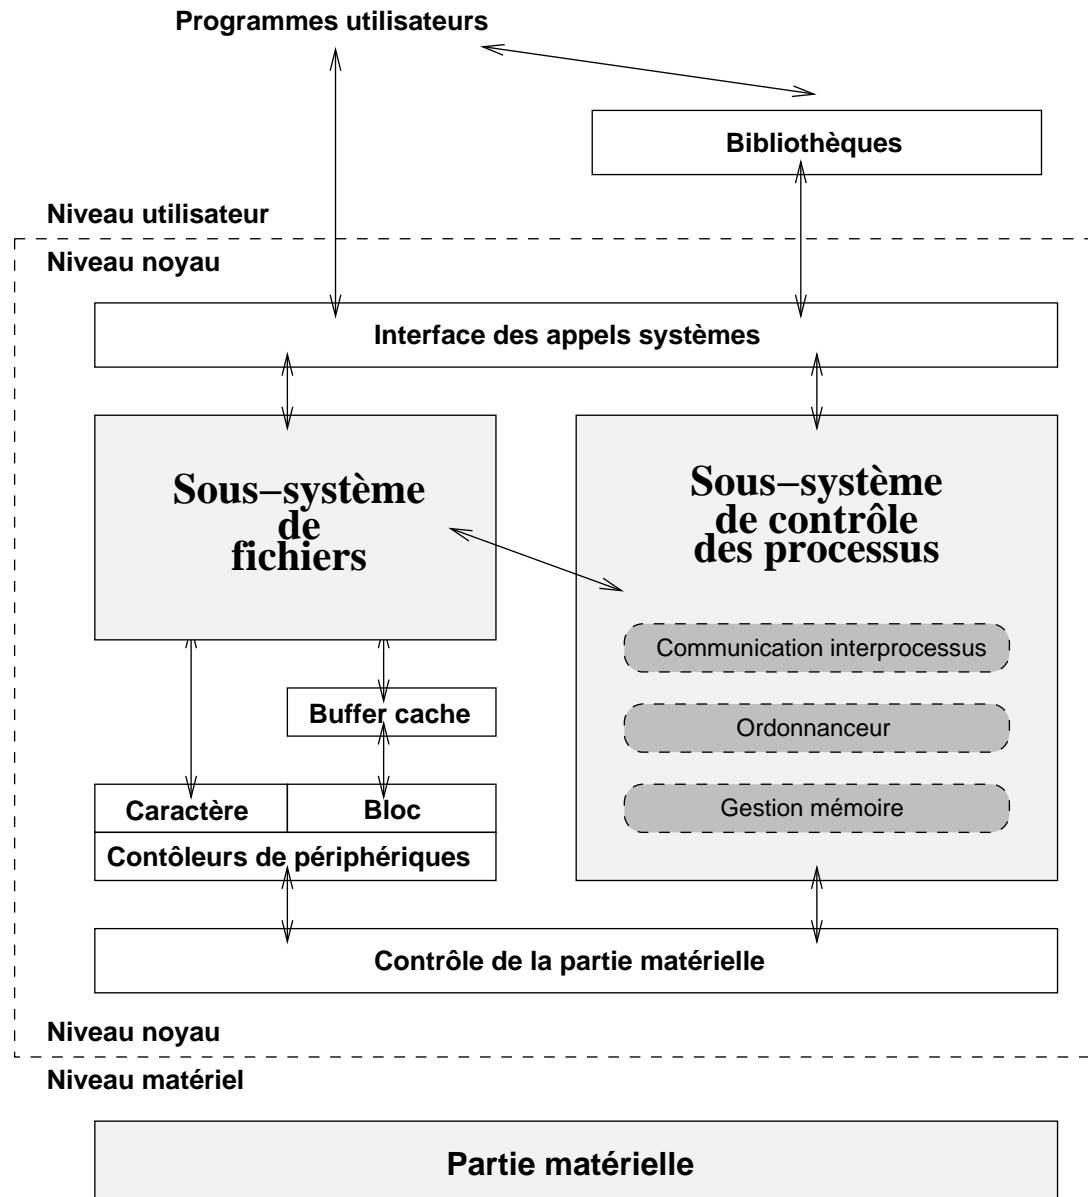 Programmes utilisateurs
Bibliothèques
Niveau utilisateur
Niveau noyau
Interface des appels systèmes
Sous−système
de
fichiers
Sous−système
de contrôle
des processus
Communication interprocessus
Ordonnanceur
Gestion mémoire
Buffer cache
Caractère
Bloc
Contôleurs de périphériques
Contrôle de la partie matérielle
Niveau noyau
Niveau matériel
Partie matérielle